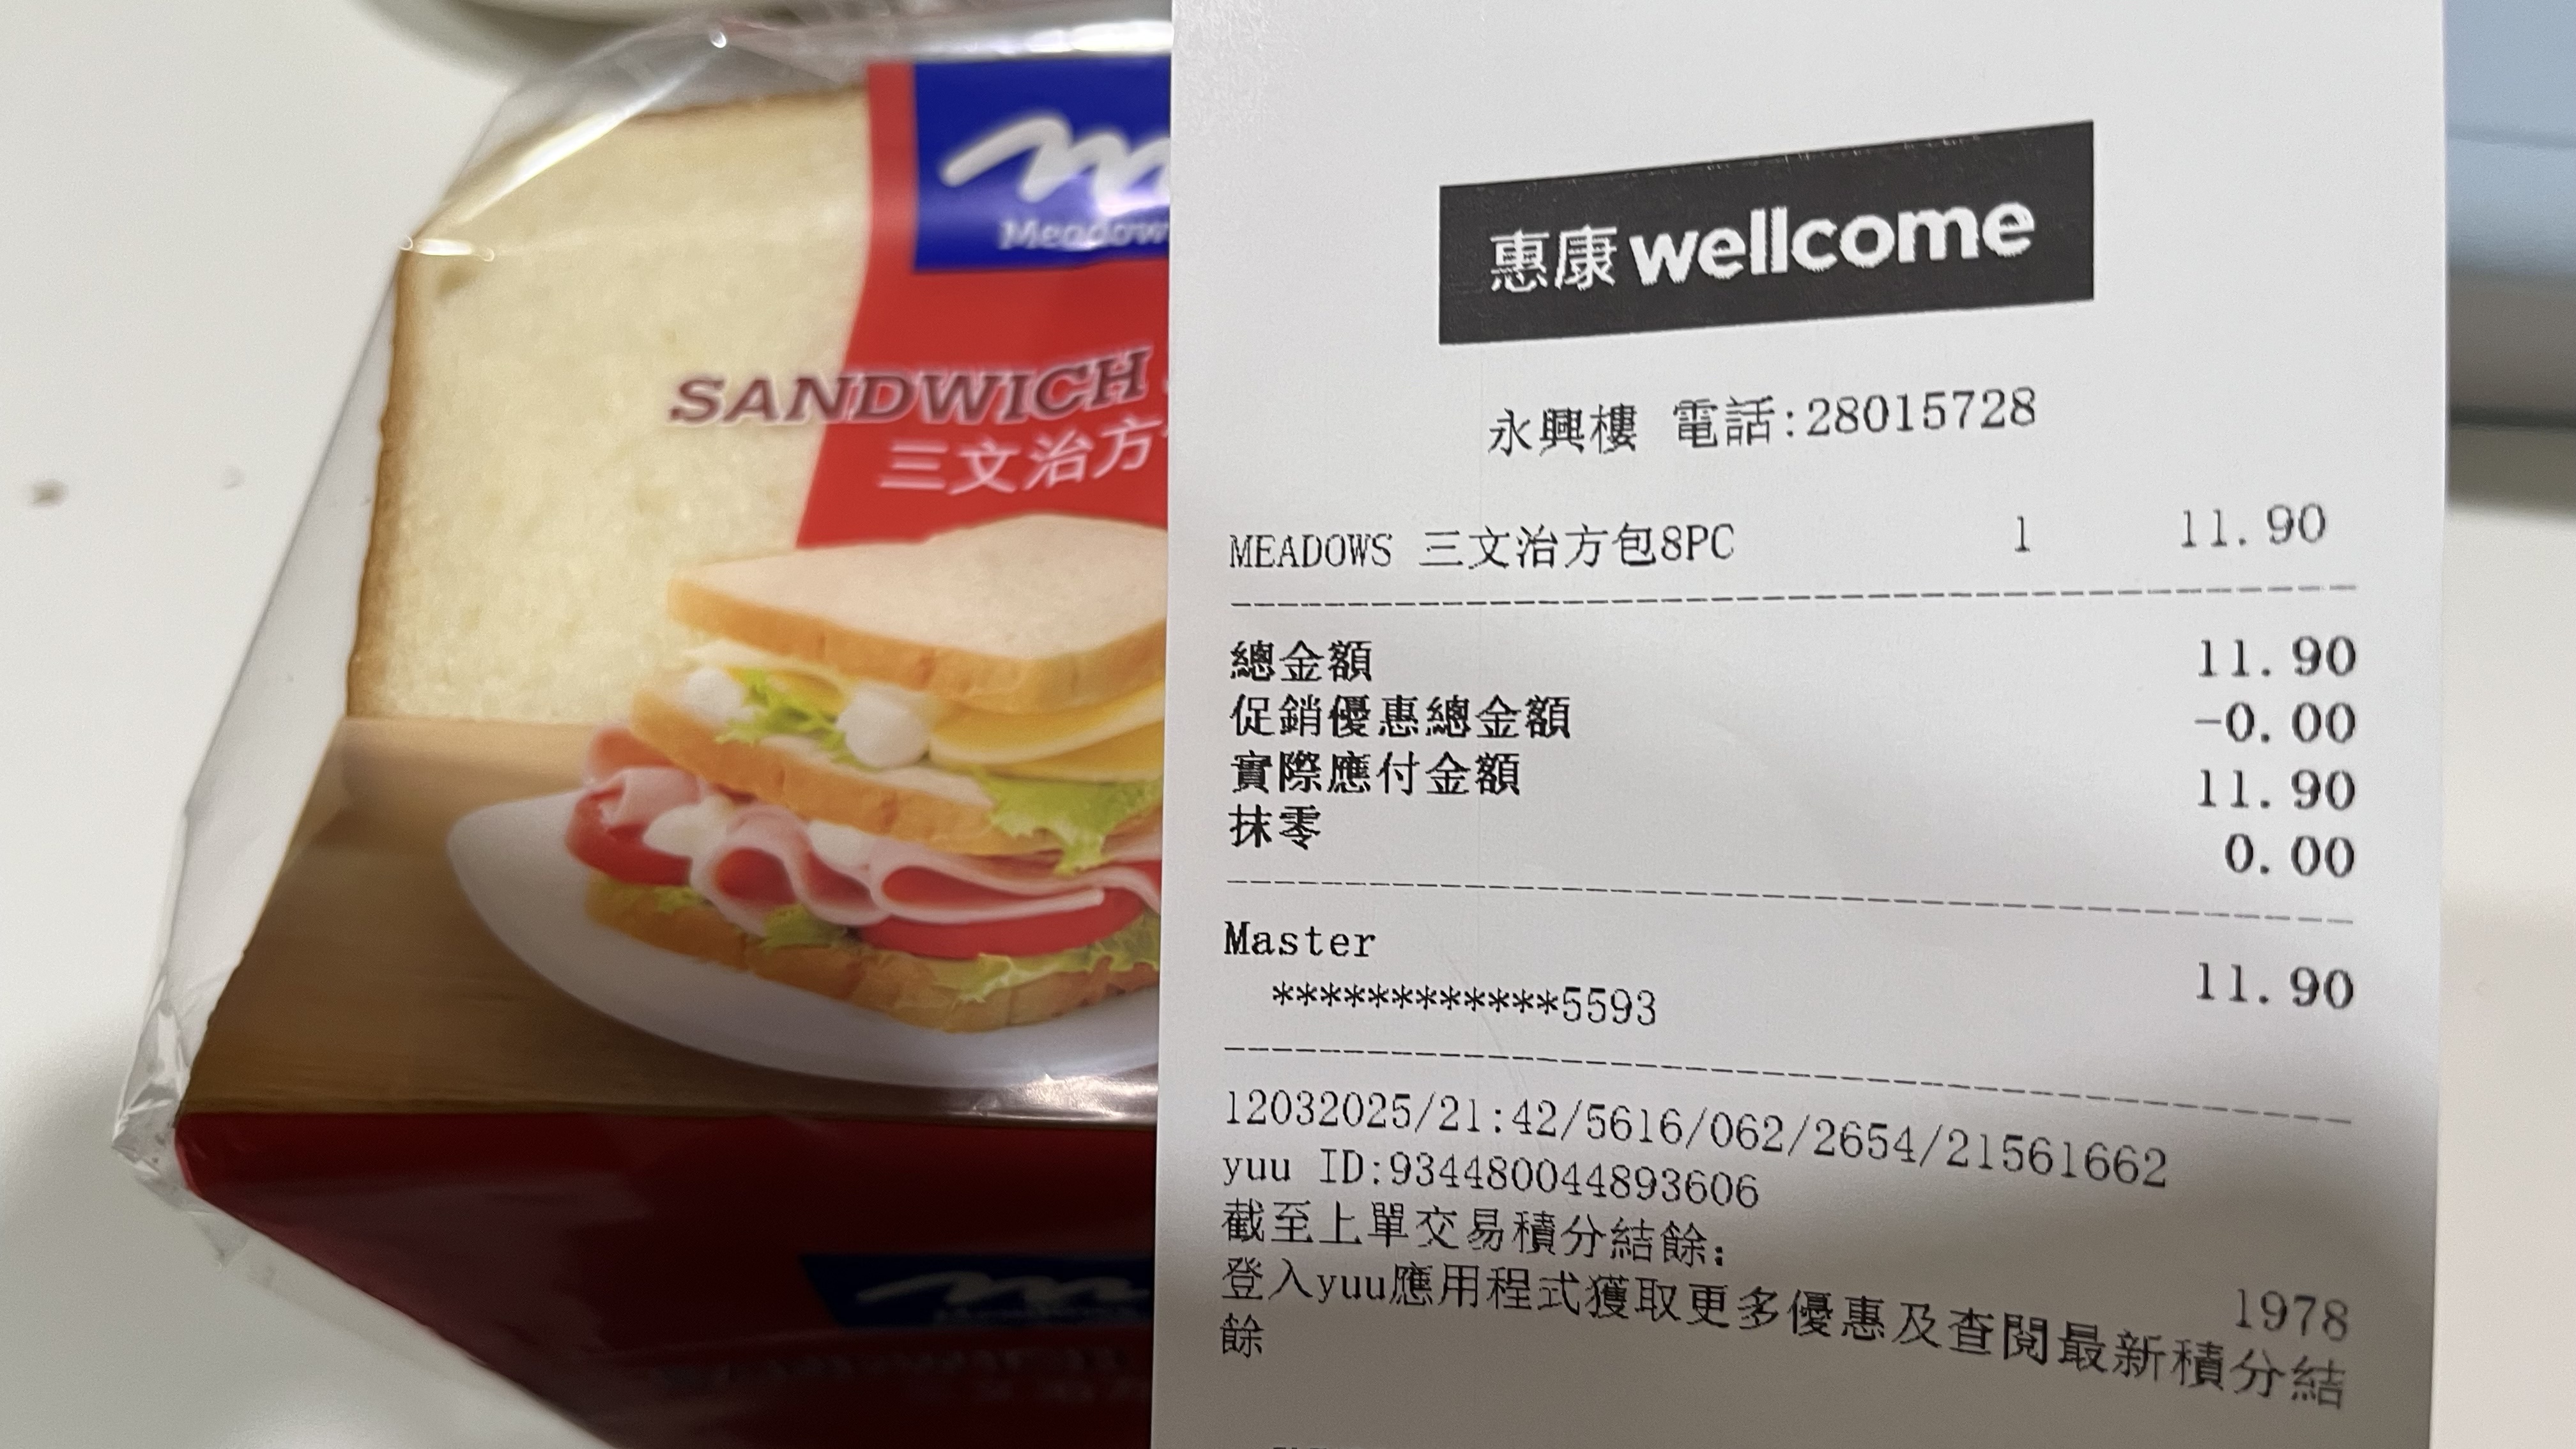 Meadow
SANDWICH
三文治方
惠康 wellcome
永興樓 電話:28015728
MEADOWS 三文治方包8PC 1 11.90
總金額 11.90
促銷優惠總金額 -0.00
實際應付金額 11.90
抹零 0.00
Master 11.90
************5593
12032025/21:42/5616/062/2654/21561662
yuu ID:934480044893606
截至上單交易積分結餘:
1978
登入yuu應用程式獲取更多優惠及查閱最新積分結
餘